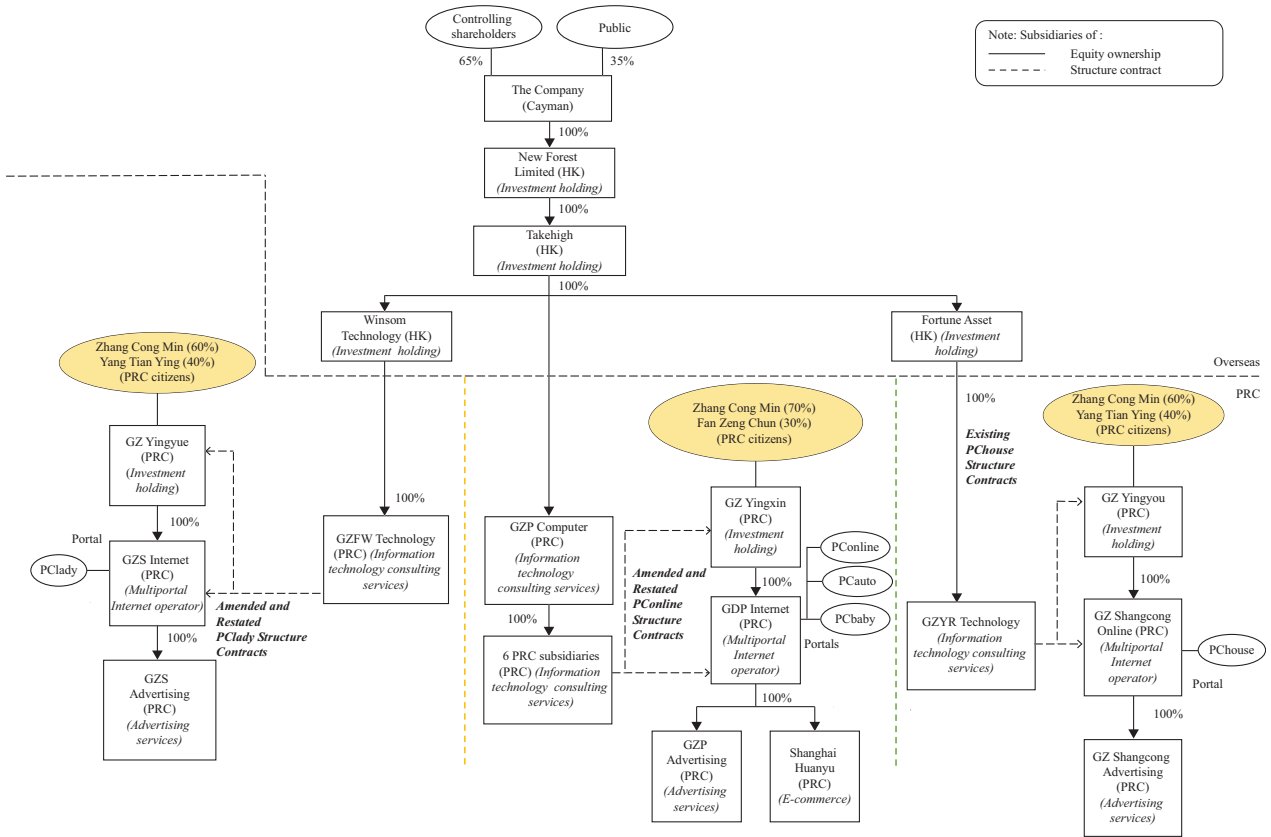 Controlling
shareholders
Public
Note: Subsidiaries of :
Equity ownership
Structure contract
65%
35%
The Company
(Cayman)
100%
New Forest
Limited (HK)
(Investment holding)
100%
Takehigh
(HK)
(Investment holding)
100%
Winsom
Technology (HK)
(Investment holding)
Fortune Asset
(HK) (Investment
holding)
Overseas
PRC
Zhang Cong Min (60%)
Yang Tian Ying (40%)
(PRC citizens)
GZ Yingyue
(PRC)
(Investment
holding)
100%
Portal
PClady
GZS Internet
(PRC)
(Multiportal
Internet operator)
100%
GZS
Advertising
(PRC)
(Advertising
services)
Amended and
Restated
PClady Structure
Contracts
100%
GZFW Technology
(PRC) (Information
technology consulting
services)
GZP Computer
(PRC)
(Information
technology
consulting services)
100%
6 PRC subsidiaries
(PRC) (Information
technology consulting
services)
Amended and
Restated
PConline
Structure
Contracts
Zhang Cong Min (70%)
Fan Zeng Chun (30%)
(PRC citizens)
GZ Yingxin
(PRC)
(Investment
holding)
100%
GDP Internet
(PRC)
(Multiportal
Internet
operator)
PConline
PCauto
PCbaby
Portals
100%
GZP
Advertising
(PRC)
(Advertising
services)
Shanghai
Huanyu
(PRC)
(E-commerce)
100%
Existing
PChouse
Structure
Contracts
GZYR Technology
(PRC) (Information
technology consulting
services)
Zhang Cong Min (60%)
Yang Tian Ying (40%)
(PRC citizens)
GZ Yingyou
(PRC)
(Investment
holding)
100%
GZ Shangcong
Online (PRC)
(Multiportal
Internet
operator)
PChouse
Portal
100%
GZ Shangcong
Advertising
(PRC)
(Advertising
services)